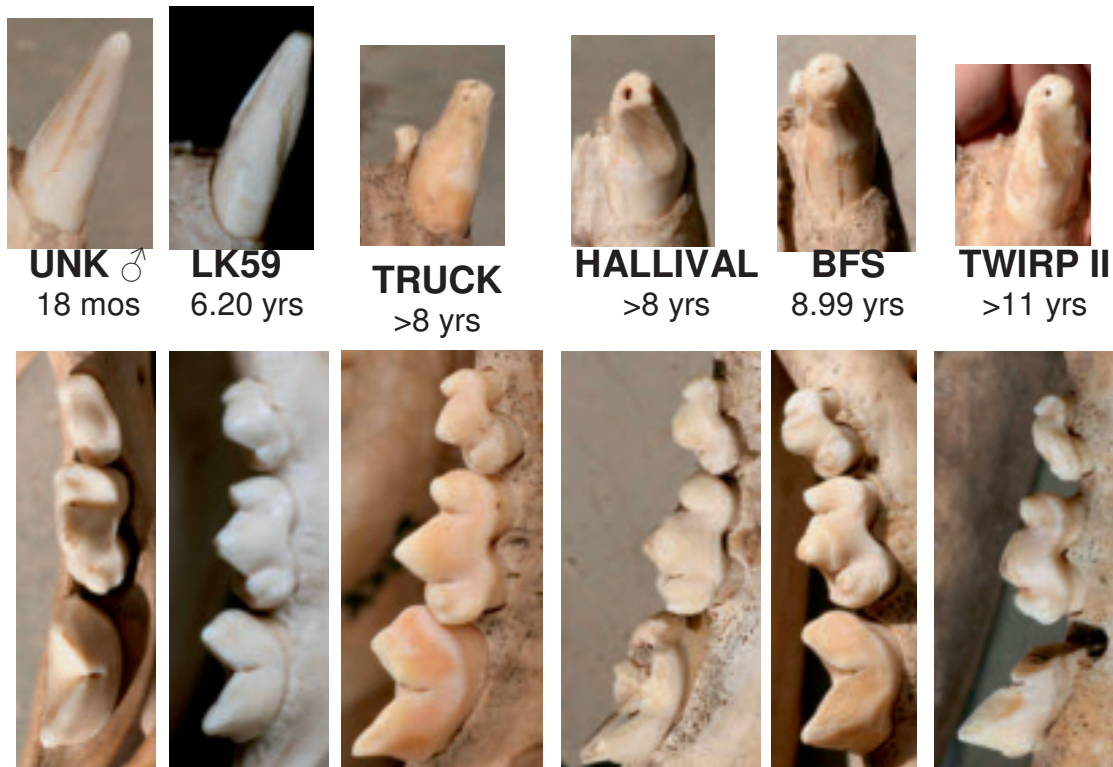 UNK ♂
18 mos
LK59
6.20 yrs
TRUCK
>8 yrs
HALLIVAL
>8 yrs
BFS
8.99 yrs
TWIRP II
>11 yrs